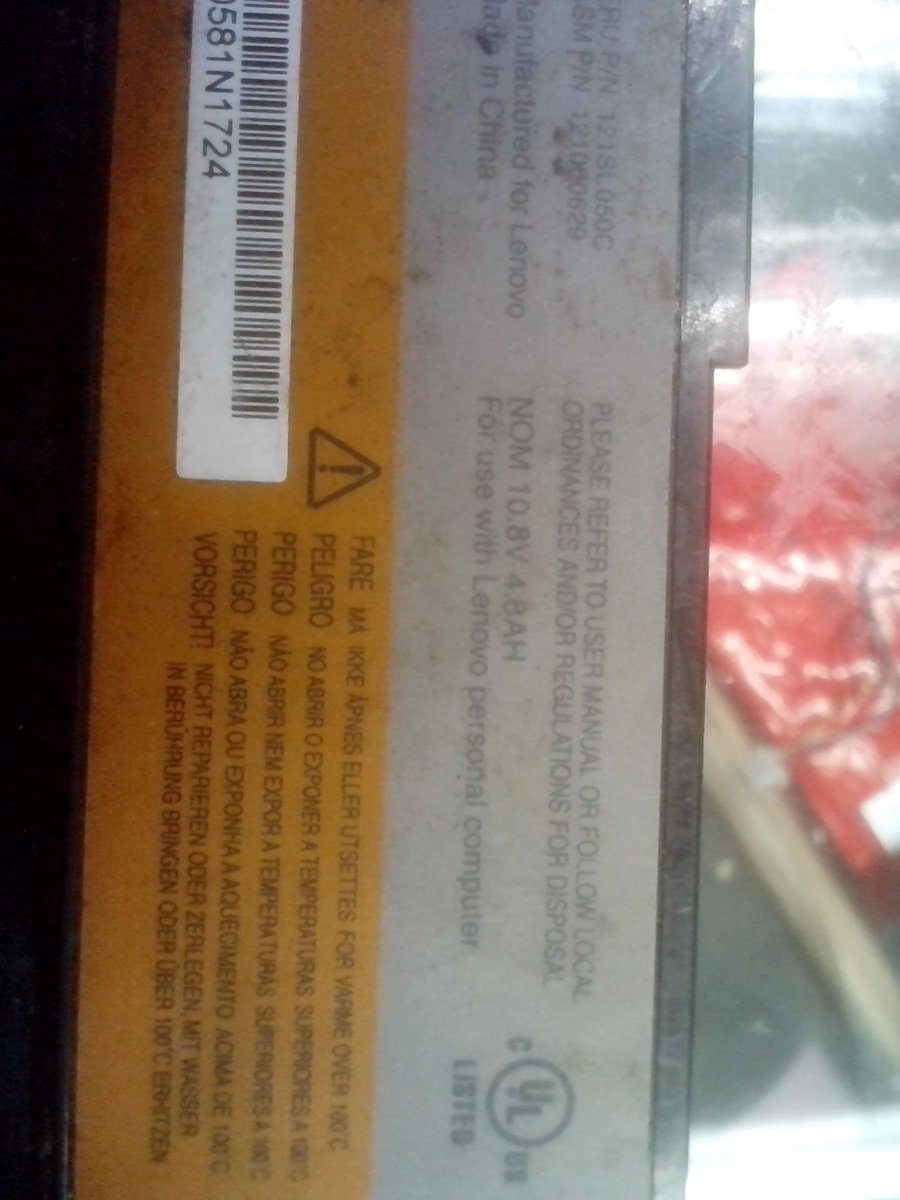 FRU P/N 121SL050C
ASM P/N 121000629
Manufactured for Lenovo
Made in China
PLEASE REFER TO USER MANUAL OR FOLLOW LOCAL
ORDINANCES AND/OR REGULATIONS FOR DISPOSAL
NOM 10.8V 4.8AH
For use with Lenovo personal computer
C UL US
LISTED
0581N1724
FARE MÅ IKKE ÅPNES ELLER UTSETTES FOR VARME OVER 100°C
PELIGRO NO ABRIR O EXPONER A TEMPERATURAS SUPERIORES A 100°C
PERIGO NÃO ABRIR NEM EXPOR A TEMPERATURAS SUPERIORES A 100°C
PERIGO NÃO ABRA OU EXPONHA A AQUECIMENTO ACIMA DE 100°C
VORSICHT! NICHT REPARIEREN ODER ZERLEGEN, MIT WASSER
IN BERÜHRUNG BRINGEN ODER ÜBER 100°C ERHITZEN